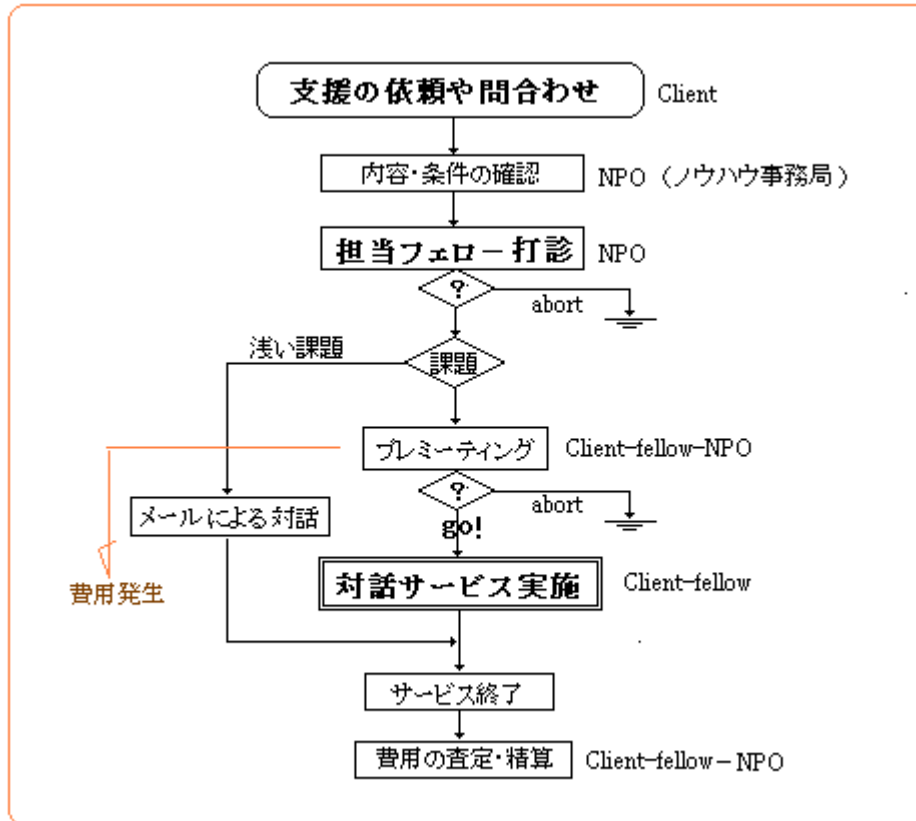 支援の依頼や問合わせ Client
内容・条件の確認 NPO（ノウハウ事務局）
担当フェロー打診 NPO
?
abort
浅い課題
課題
プレミーティング Client-fellow-NPO
?
abort
メールによる対話
go!
対話サービス実施 Client-fellow
費用発生
サービス終了
費用の査定・精算 Client-fellow－NPO